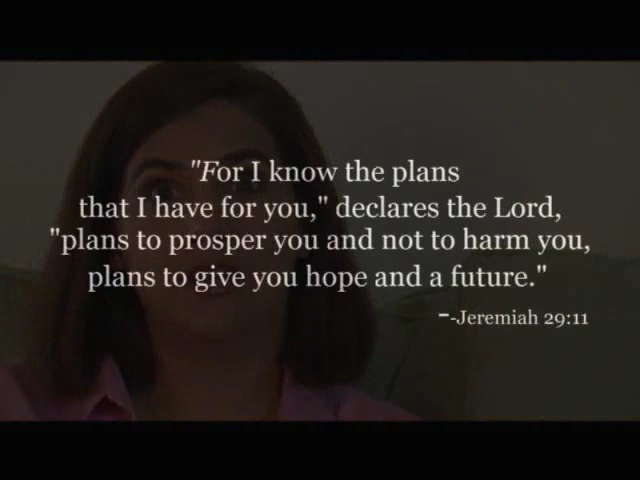 "For I know the plans
that I have for you," declares the Lord,
"plans to prosper you and not to harm you,
plans to give you hope and a future."
--Jeremiah 29:11